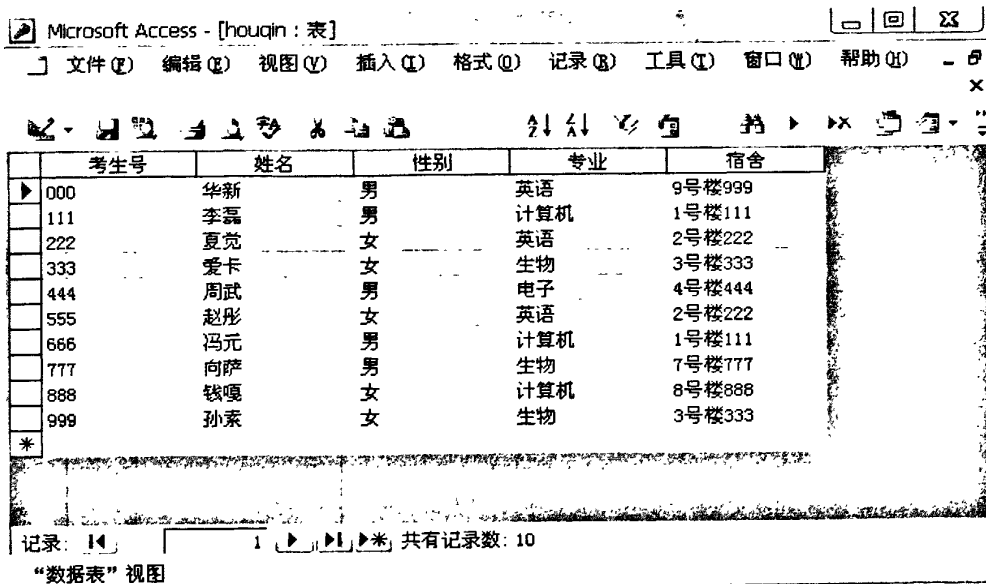 Microsoft Access - [houqin : 表]
文件(F) 编辑(E) 视图(V) 插入(I) 格式(O) 记录(R) 工具(T) 窗口(W) 帮助(H)
考生号 姓名 性别 专业 宿舍
000 华新 男 英语 9号楼999
111 李磊 男 计算机 1号楼111
222 夏觉 女 英语 2号楼222
333 爱卡 女 生物 3号楼333
444 周武 男 电子 4号楼444
555 赵彤 女 英语 2号楼222
666 冯元 男 计算机 1号楼111
777 向萨 男 生物 7号楼777
888 钱嘎 女 计算机 8号楼888
999 孙素 女 生物 3号楼333
记录: 1 共有记录数: 10
“数据表”视图